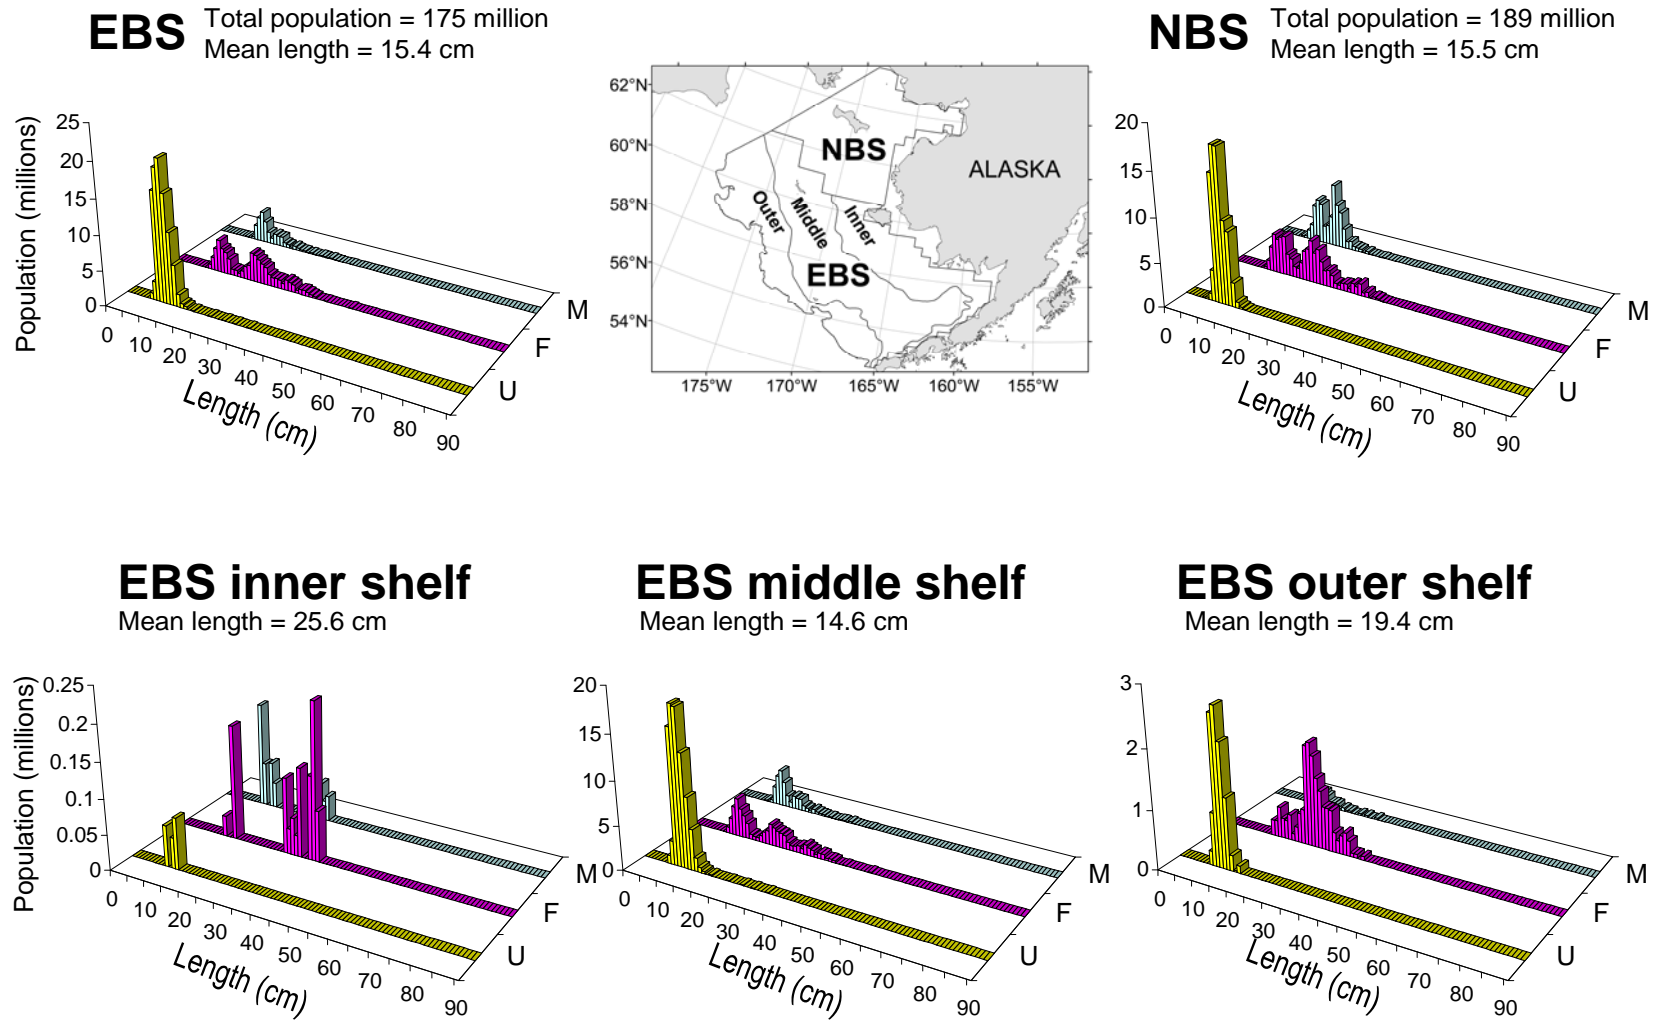 EBS
Total population = 175 million
Mean length = 15.4 cm
Population (millions)
25
20
15
10
5
0
0
10
20
30
40
50
60
70
80
90
Length (cm)
M
F
U
62°N
60°N
58°N
56°N
54°N
175°W
170°W
165°W
160°W
155°W
NBS
ALASKA
Outer
Middle
Inner
EBS
NBS
Total population = 189 million
Mean length = 15.5 cm
20
15
10
5
0
0
10
20
30
40
50
60
70
80
90
Length (cm)
M
F
U
EBS inner shelf
Mean length = 25.6 cm
Population (millions)
0.25
0.2
0.15
0.1
0.05
0
0
10
20
30
40
50
60
70
80
90
Length (cm)
M
F
U
EBS middle shelf
Mean length = 14.6 cm
20
15
10
5
0
0
10
20
30
40
50
60
70
80
90
Length (cm)
M
F
U
EBS outer shelf
Mean length = 19.4 cm
3
2
1
0
0
10
20
30
40
50
60
70
80
90
Length (cm)
M
F
U